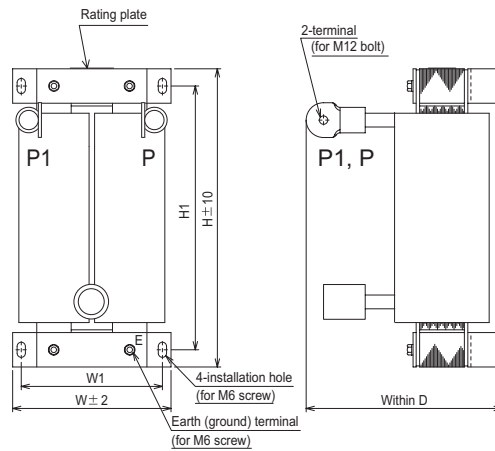 Rating plate
2-terminal
(for M12 bolt)
P1
P
P1, P
H1
H±10
E
W1
4-installation hole
(for M6 screw)
W±2
Within D
Earth (ground) terminal
(for M6 screw)